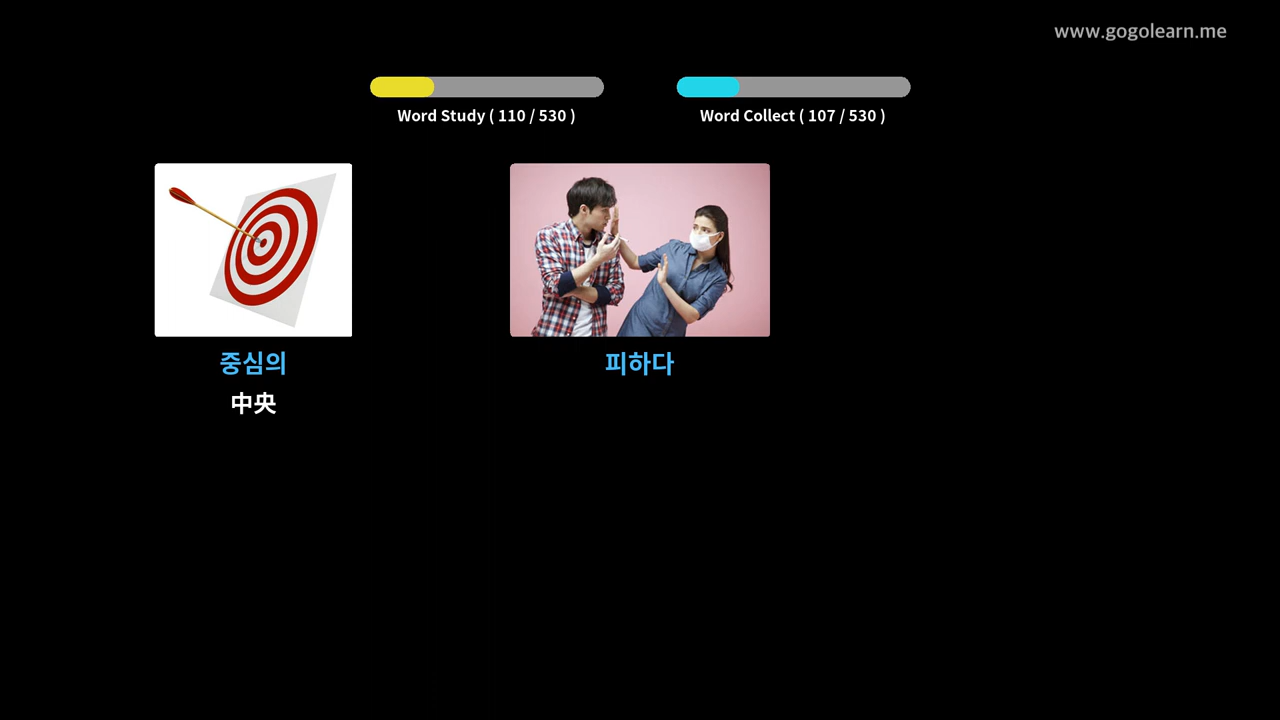 www.gogolearn.me
Word Study ( 110 / 530 )
Word Collect ( 107 / 530 )
중심의
中央
피하다